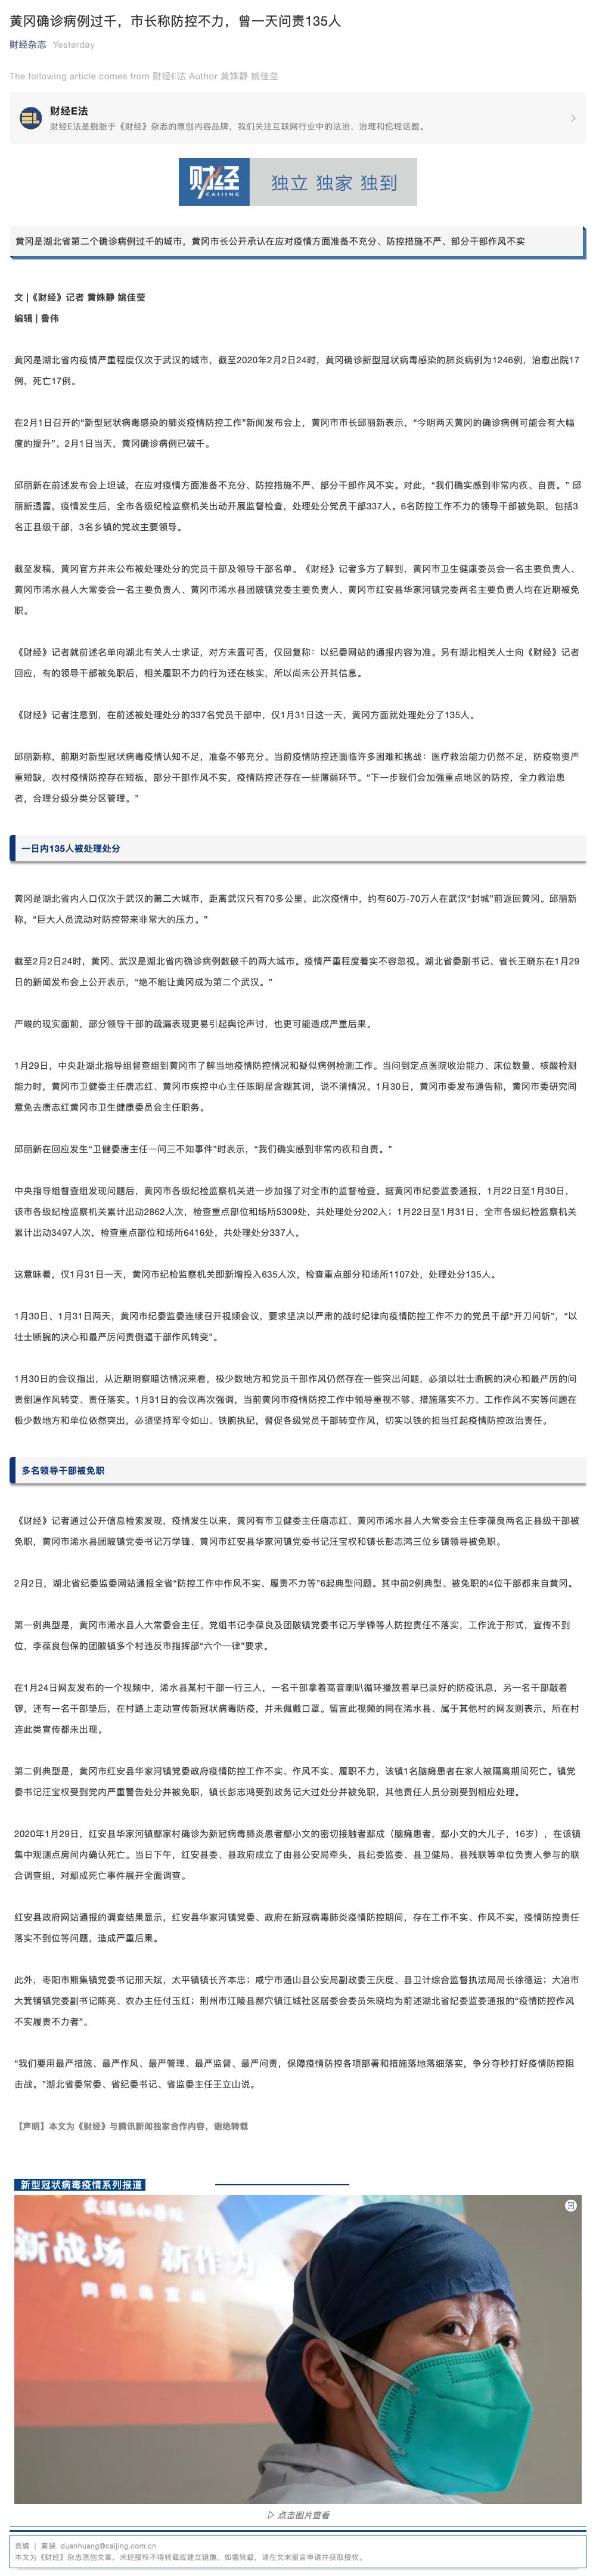 黄冈确诊病例过千，市长称防控不力，曾一天问责135人
财经杂志 Yesterday
The following article comes from 财经E法 Author 黄姝静 姚佳莹
财经E法
财经E法是脱胎于《财经》杂志的原创内容品牌，我们关注互联网行业中的法治、治理和伦理话题。
财经 CAIJING 独立 独家 独到
黄冈是湖北省第二个确诊病例过千的城市，黄冈市长公开承认在应对疫情方面准备不充分、防控措施不严、部分干部作风不实
文 |《财经》记者 黄姝静 姚佳莹
编辑 | 鲁伟
黄冈是湖北省内疫情严重程度仅次于武汉的城市，截至2020年2月2日24时，黄冈确诊新型冠状病毒感染的肺炎病例为1246例，治愈出院17
例，死亡17例。
在2月1日召开的“新型冠状病毒感染的肺炎疫情防控工作”新闻发布会上，黄冈市市长邱丽新表示，“今明两天黄冈的确诊病例可能会有大幅
度的提升”。2月1日当天，黄冈确诊病例已破千。
邱丽新在前述发布会上坦诚，在应对疫情方面准备不充分、防控措施不严、部分干部作风不实。对此，“我们确实感到非常内疚、自责。” 邱
丽新透露，疫情发生后，全市各级纪检监察机关出动开展监督检查，处理处分党员干部337人。6名防控工作不力的领导干部被免职，包括3
名正县级干部，3名乡镇的党政主要领导。
截至发稿，黄冈官方并未公布被处理处分的党员干部及领导干部名单。《财经》记者多方了解到，黄冈市卫生健康委员会一名主要负责人、
黄冈市浠水县人大常委会一名主要负责人、黄冈市浠水县团陂镇党委主要负责人、黄冈市红安县华家河镇党委两名主要负责人均在近期被免
职。
《财经》记者就前述名单向湖北有关人士求证，对方未置可否，仅回复称：以纪委网站的通报内容为准。另有湖北相关人士向《财经》记者
回应，有的领导干部被免职后，相关履职不力的行为还在核实，所以尚未公开其信息。
《财经》记者注意到，在前述被处理处分的337名党员干部中，仅1月31日这一天，黄冈方面就处理处分了135人。
邱丽新称，前期对新型冠状病毒疫情认知不足，准备不够充分。当前疫情防控还面临许多困难和挑战：医疗救治能力仍然不足，防疫物资严
重短缺，农村疫情防控存在短板，部分干部作风不实，疫情防控还存在一些薄弱环节。“下一步我们会加强重点地区的防控，全力救治患
者，合理分级分类分区管理。”
一日内135人被处理处分
黄冈是湖北省内人口仅次于武汉的第二大城市，距离武汉只有70多公里。此次疫情中，约有60万-70万人在武汉“封城”前返回黄冈。邱丽新
称，“巨大人员流动对防控带来非常大的压力。”
截至2月2日24时，黄冈、武汉是湖北省内确诊病例数破千的两大城市。疫情严重程度着实不容忽视。湖北省委副书记、省长王晓东在1月29
日的新闻发布会上公开表示，“绝不能让黄冈成为第二个武汉。”
严峻的现实面前，部分领导干部的疏漏表现更易引起舆论声讨，也更可能造成严重后果。
1月29日，中央赴湖北指导组督查组到黄冈市了解当地疫情防控情况和疑似病例检测工作。当问到定点医院收治能力、床位数量、核酸检测
能力时，黄冈市卫健委主任唐志红、黄冈市疾控中心主任陈明星含糊其词，说不清情况。1月30日，黄冈市委发布通告称，黄冈市委研究同
意免去唐志红黄冈市卫生健康委员会主任职务。
邱丽新在回应发生“卫健委唐主任一问三不知事件”时表示，“我们确实感到非常内疚和自责。”
中央指导组督查组发现问题后，黄冈市各级纪检监察机关进一步加强了对全市的监督检查。据黄冈市纪委监委通报，1月22日至1月30日，
该市各级纪检监察机关累计出动2862人次，检查重点部位和场所5309处，共处理处分202人；1月22日至1月31日，全市各级纪检监察机关
累计出动3497人次，检查重点部位和场所6416处，共处理处分337人。
这意味着，仅1月31日一天，黄冈市纪检监察机关即新增投入635人次，检查重点部分和场所1107处，处理处分135人。
1月30日、1月31日两天，黄冈市纪委监委连续召开视频会议，要求坚决以严肃的战时纪律向疫情防控工作不力的党员干部“开刀问斩”，“以
壮士断腕的决心和最严厉问责倒逼干部作风转变”。
1月30日的会议指出，从近期明察暗访情况来看，极少数地方和党员干部作风仍然存在一些突出问题，必须以壮士断腕的决心和最严厉的问
责倒逼作风转变、责任落实。1月31日的会议再次强调，当前黄冈市疫情防控工作中领导重视不够、措施落实不力、工作作风不实等问题在
极少数地方和单位依然突出，必须坚持军令如山、铁腕执纪，督促各级党员干部转变作风，切实以铁的担当扛起疫情防控政治责任。
多名领导干部被免职
《财经》记者通过公开信息检索发现，疫情发生以来，黄冈有市卫健委主任唐志红、黄冈市浠水县人大常委会主任李葆良两名正县级干部被
免职，黄冈市浠水县团陂镇党委书记万学锋、黄冈市红安县华家河镇党委书记汪宝权和镇长彭志鸿三位乡镇领导被免职。
2月2日，湖北省纪委监委网站通报全省“防控工作中作风不实、履责不力等”6起典型问题。其中前2例典型、被免职的4位干部都来自黄冈。
第一例典型是，黄冈市浠水县人大常委会主任、党组书记李葆良及团陂镇党委书记万学锋等人防控责任不落实，工作流于形式，宣传不到
位，李葆良包保的团陂镇多个村违反市指挥部“六个一律”要求。
在1月24日网友发布的一个视频中，浠水县某村干部一行三人，一名干部拿着高音喇叭循环播放着早已录好的防疫讯息，另一名干部敲着
锣，还有一名干部垫后，在村路上走动宣传新冠状病毒防疫，并未佩戴口罩。留言此视频的同在浠水县、属于其他村的网友则表示，所在村
连此类宣传都未出现。
第二例典型是，黄冈市红安县华家河镇党委政府疫情防控工作不实、作风不实、履职不力，该镇1名脑瘫患者在家人被隔离期间死亡。镇党
委书记汪宝权受到党内严重警告处分并被免职，镇长彭志鸿受到政务记大过处分并被免职，其他责任人员分别受到相应处理。
2020年1月29日，红安县华家河镇鄢家村确诊为新冠病毒肺炎患者鄢小文的密切接触者鄢成（脑瘫患者，鄢小文的大儿子，16岁），在该镇
集中观测点房间内确认死亡。当日下午，红安县委、县政府成立了由县公安局牵头，县纪委监委、县卫健局、县残联等单位负责人参与的联
合调查组，对鄢成死亡事件展开全面调查。
红安县政府网站通报的调查结果显示，红安县华家河镇党委、政府在新冠病毒肺炎疫情防控期间，存在工作不实、作风不实，疫情防控责任
落实不到位等问题，造成严重后果。
此外，枣阳市熊集镇党委书记邢天斌，太平镇镇长齐本忠；咸宁市通山县公安局副政委王庆度、县卫计综合监督执法局局长徐德运；大冶市
大箕铺镇党委副书记陈亮、农办主任付玉红；荆州市江陵县郝穴镇江城社区居委会委员朱晓均为前述湖北省纪委监委通报的“疫情防控作风
不实履责不力者”。
“我们要用最严措施、最严作风、最严管理、最严监督、最严问责，保障疫情防控各项部署和措施落地落细落实，争分夺秒打好疫情防控阻
击战。”湖北省委常委、省纪委书记、省监委主任王立山说。
【声明】本文为《财经》与腾讯新闻独家合作内容，谢绝转载
新型冠状病毒疫情系列报道
新战场 新作为
▷ 点击图片查看
责编 | 黄端 duanhuang@caijing.com.cn
本文为《财经》杂志原创文章，未经授权不得转载或建立镜像。如需转载，请在文末留言申请并获取授权。